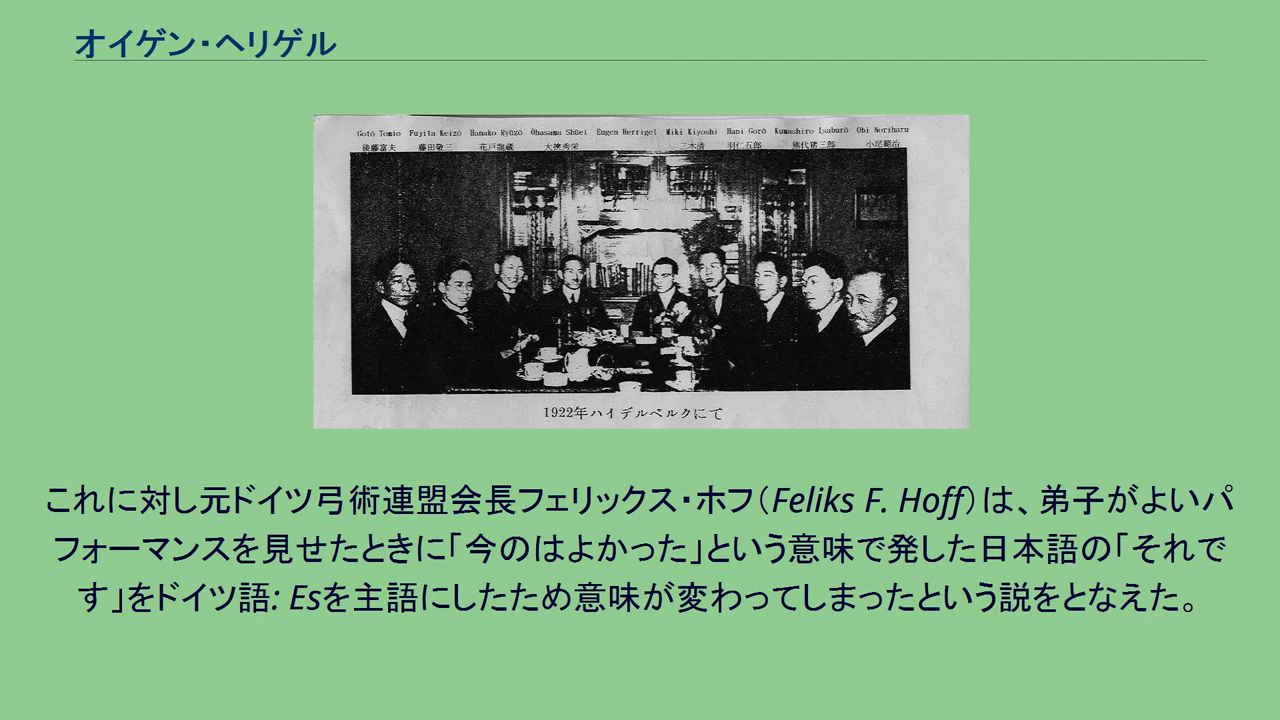 オイゲン・ヘリゲル
Gotō Tomio Fujita Keizō Hanako Ryūzō Ōhasama Shūei Eugen Herrigel Miki Kiyoshi Hani Gorō Kumashiro Isaburō Obi Noriharu
後藤富夫 藤田敬三 花戸龍蔵 大峡秀栄 三木清 羽仁五郎 熊代猪三郎 小尾範治
1922年ハイデルベルクにて
これに対し元ドイツ弓術連盟会長フェリックス・ホフ（Feliks F. Hoff）は、弟子がよいパ
フォーマンスを見せたときに「今のはよかった」という意味で発した日本語の「それで
す」をドイツ語: Esを主語にしたため意味が変わってしまったという説をとなえた。